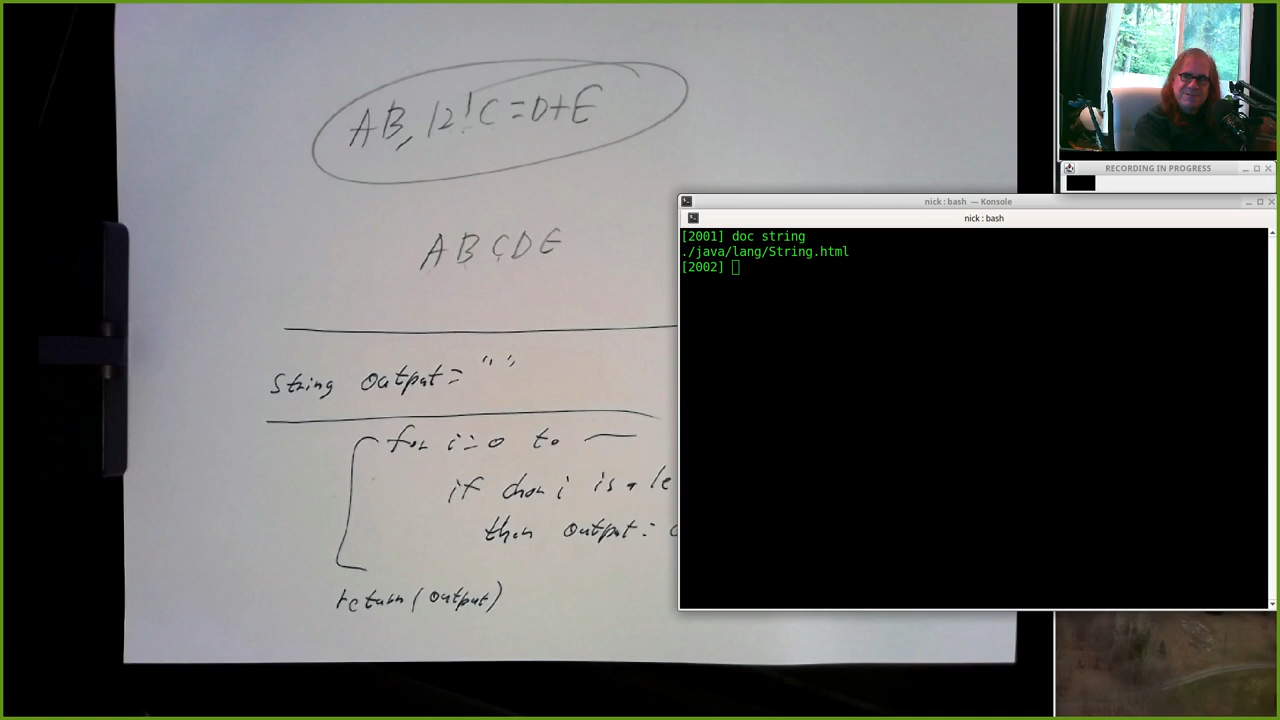 AB, 12!C=D+E
ABCDE
String output = " "
for i=0 to
if char i is a le
then output =
return(output)
RECORDING IN PROGRESS
nick : bash — Konsole
nick : bash
[2001] doc string
./java/lang/String.html
[2002]